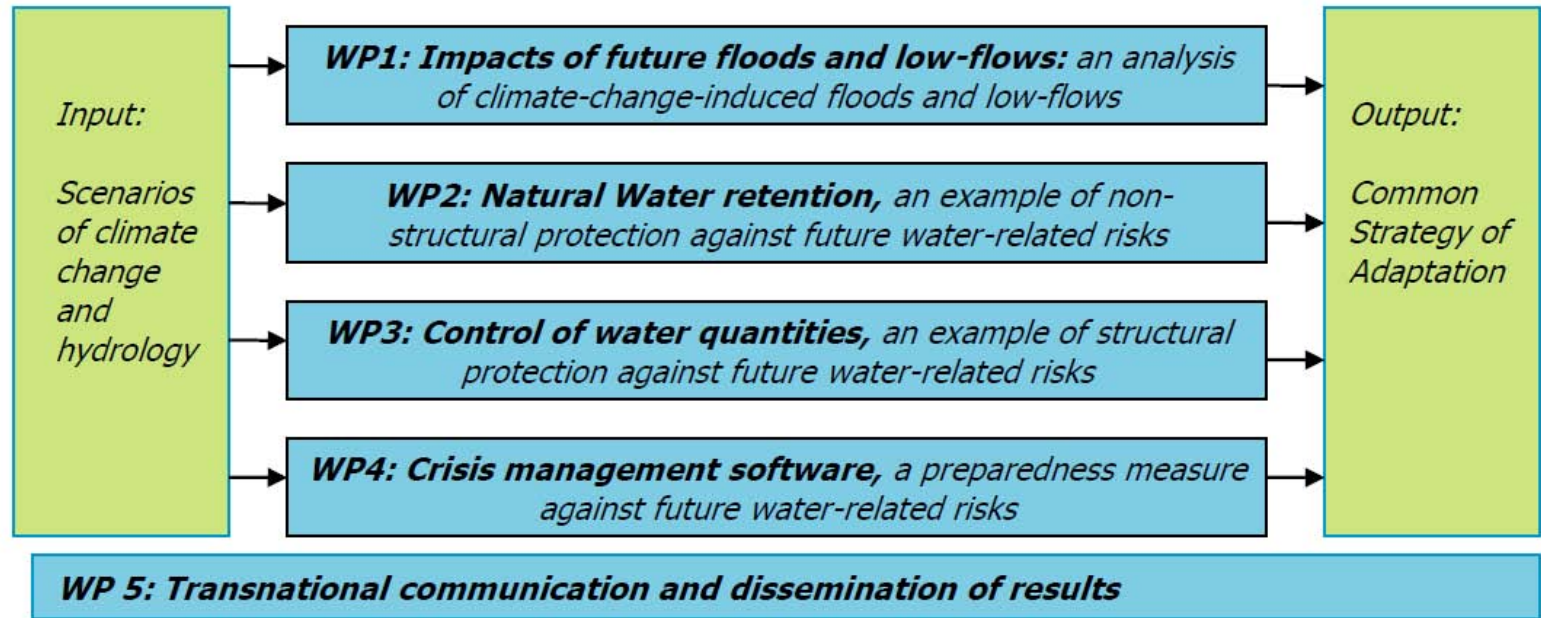 Input:
Scenarios
of climate
change
and
hydrology
WP1: Impacts of future floods and low-flows: an analysis
of climate-change-induced floods and low-flows
WP2: Natural Water retention, an example of non-
structural protection against future water-related risks
WP3: Control of water quantities, an example of structural
protection against future water-related risks
WP4: Crisis management software, a preparedness measure
against future water-related risks
Output:
Common
Strategy of
Adaptation
WP 5: Transnational communication and dissemination of results